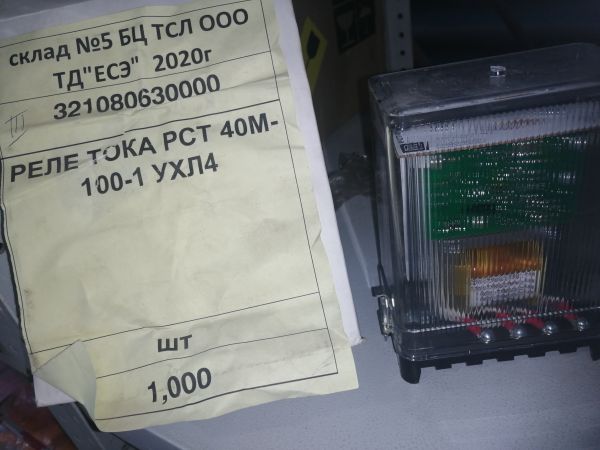 склад №5 БЦ ТСЛ ООО
ТД"ЕСЭ" 2020г
321080630000
РЕЛЕ ТОКА РСТ 40М-
100-1 УХЛ4
шт
1,000